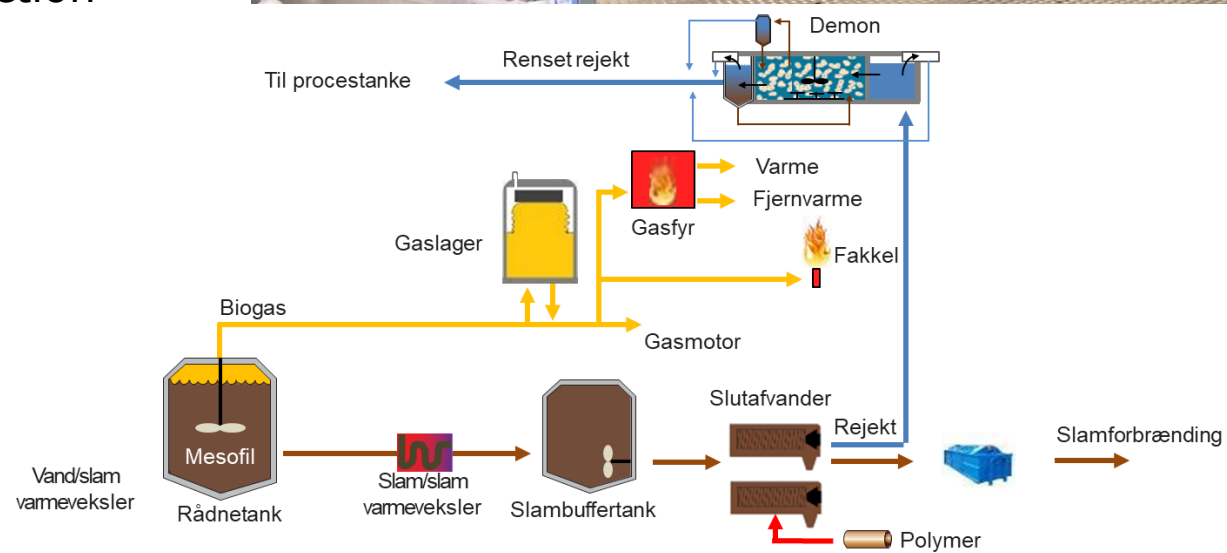 Demon
Renset rejekt
Til procestanke
Varme
Fjernvarme
Gasfyr
Gaslager
Fakkel
Biogas
Gasmotor
Slutafvander
Rejekt
Slamforbrænding
Mesofil
Vand/slam
varmeveksler
Rådnetank
Slam/slam
varmeveksler
Slambuffertank
Polymer